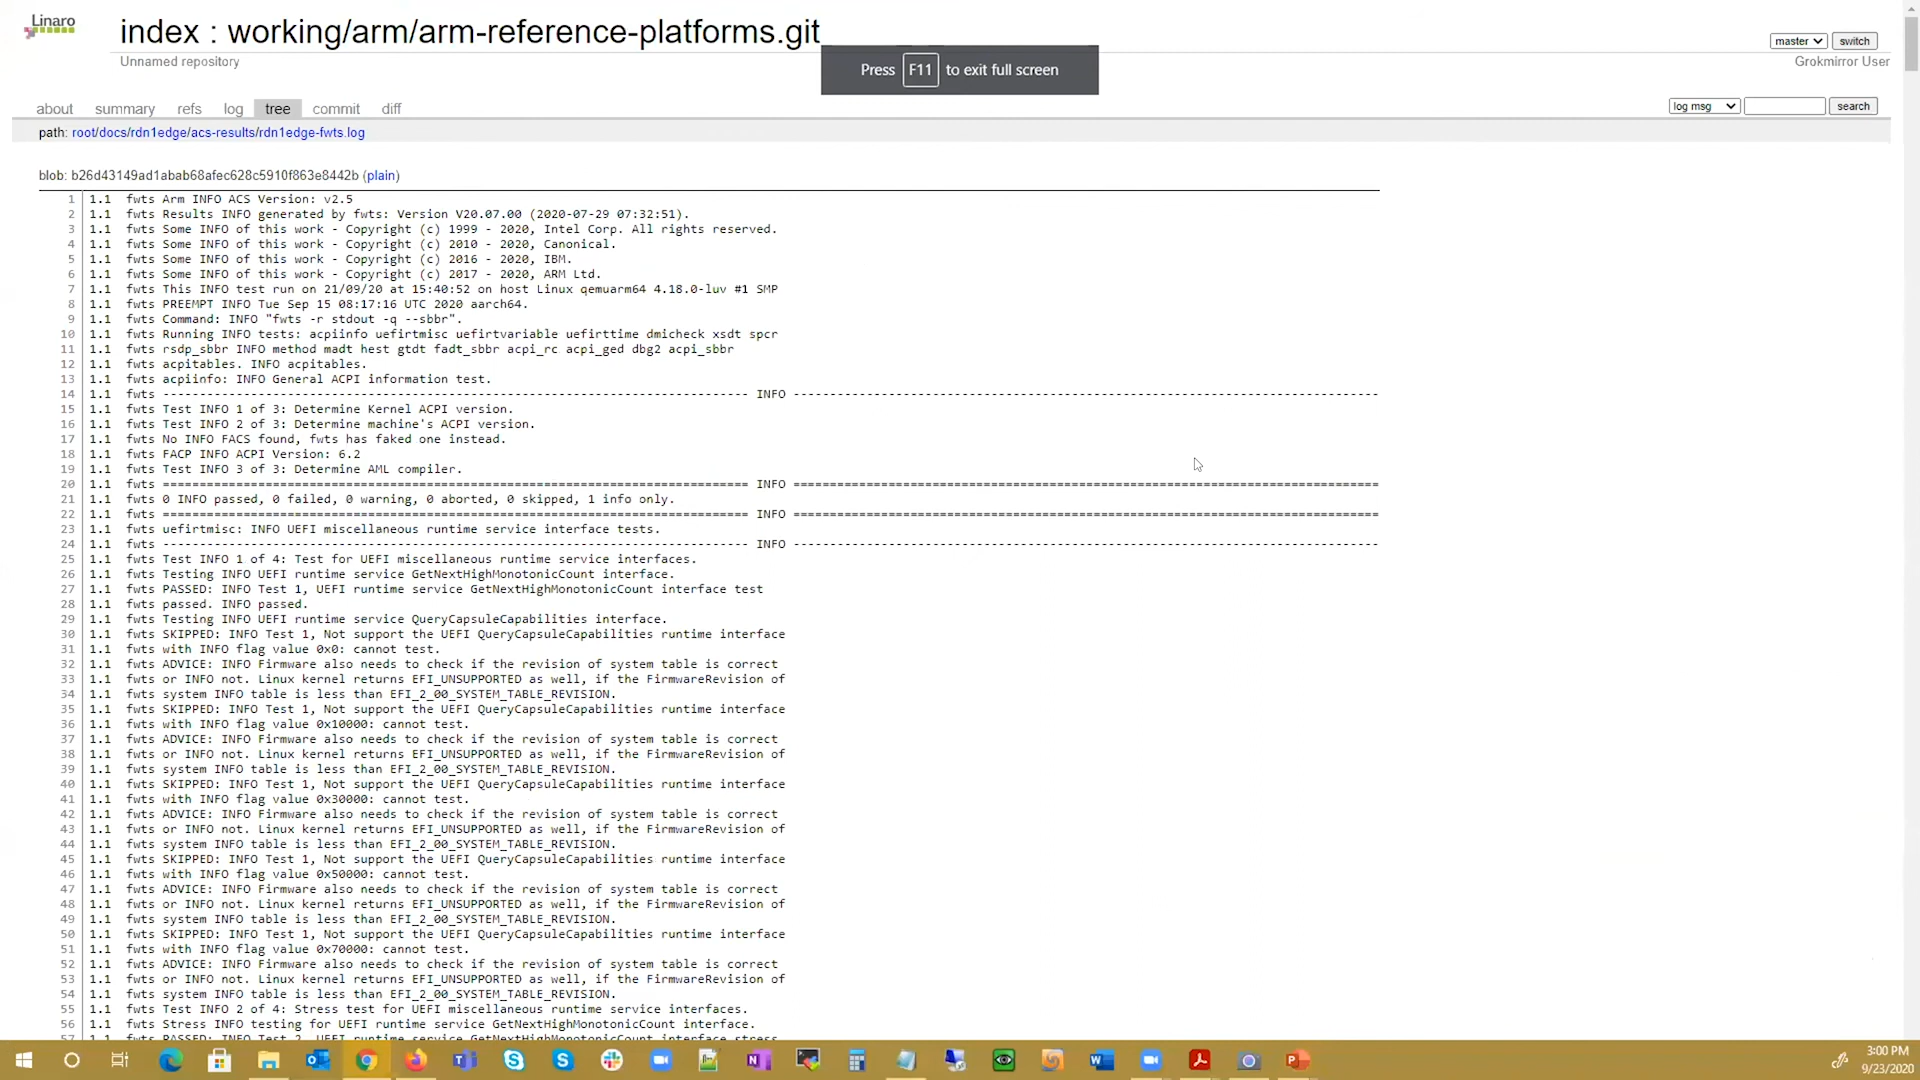 Linaro
index : working/arm/arm-reference-platforms.git
master switch
Unnamed repository
Grokmirror User
Press F11 to exit full screen
about summary refs log tree commit diff
log msg search
path: root/docs/rdn1edge/acs-results/rdn1edge-fwts.log
blob: b26d43149ad1abab68afec628c5910f863e8442b (plain)
1 1.1 fwts Arm INFO ACS Version: v2.5
2 1.1 fwts Results INFO generated by fwts: Version V20.07.00 (2020-07-29 07:32:51).
3 1.1 fwts Some INFO of this work - Copyright (c) 1999 - 2020, Intel Corp. All rights reserved.
4 1.1 fwts Some INFO of this work - Copyright (c) 2010 - 2020, Canonical.
5 1.1 fwts Some INFO of this work - Copyright (c) 2016 - 2020, IBM.
6 1.1 fwts Some INFO of this work - Copyright (c) 2017 - 2020, ARM Ltd.
7 1.1 fwts This INFO test run on 21/09/20 at 15:40:52 on host Linux qemuarm64 4.18.0-luv #1 SMP
8 1.1 fwts PREEMPT INFO Tue Sep 15 08:17:16 UTC 2020 aarch64.
9 1.1 fwts Command: INFO "fwts -r stdout -q --sbbr".
10 1.1 fwts Running INFO tests: acpiinfo uefirtmisc uefirtvariable uefirttime dmicheck xsdt spcr
11 1.1 fwts rsdp_sbbr INFO method madt hest gtdt fadt_sbbr acpi_rc acpi_ged dbg2 acpi_sbbr
12 1.1 fwts acpitables. INFO acpitables.
13 1.1 fwts acpiinfo: INFO General ACPI information test.
14 1.1 fwts -------------------------------------------------------------------------------- INFO --------------------------------------------------------------------------------
15 1.1 fwts Test INFO 1 of 3: Determine Kernel ACPI version.
16 1.1 fwts Test INFO 2 of 3: Determine machine's ACPI version.
17 1.1 fwts No INFO FACS found, fwts has faked one instead.
18 1.1 fwts FACP INFO ACPI Version: 6.2
19 1.1 fwts Test INFO 3 of 3: Determine AML compiler.
20 1.1 fwts ================================================================================ INFO ================================================================================
21 1.1 fwts 0 INFO passed, 0 failed, 0 warning, 0 aborted, 0 skipped, 1 info only.
22 1.1 fwts ================================================================================ INFO ================================================================================
23 1.1 fwts uefirtmisc: INFO UEFI miscellaneous runtime service interface tests.
24 1.1 fwts -------------------------------------------------------------------------------- INFO --------------------------------------------------------------------------------
25 1.1 fwts Test INFO 1 of 4: Test for UEFI miscellaneous runtime service interfaces.
26 1.1 fwts Testing INFO UEFI runtime service GetNextHighMonotonicCount interface.
27 1.1 fwts PASSED: INFO Test 1, UEFI runtime service GetNextHighMonotonicCount interface test
28 1.1 fwts passed. INFO passed.
29 1.1 fwts Testing INFO UEFI runtime service QueryCapsuleCapabilities interface.
30 1.1 fwts SKIPPED: INFO Test 1, Not support the UEFI QueryCapsuleCapabilities runtime interface
31 1.1 fwts with INFO flag value 0x0: cannot test.
32 1.1 fwts ADVICE: INFO Firmware also needs to check if the revision of system table is correct
33 1.1 fwts or INFO not. Linux kernel returns EFI_UNSUPPORTED as well, if the FirmwareRevision of
34 1.1 fwts system INFO table is less than EFI_2_00_SYSTEM_TABLE_REVISION.
35 1.1 fwts SKIPPED: INFO Test 1, Not support the UEFI QueryCapsuleCapabilities runtime interface
36 1.1 fwts with INFO flag value 0x10000: cannot test.
37 1.1 fwts ADVICE: INFO Firmware also needs to check if the revision of system table is correct
38 1.1 fwts or INFO not. Linux kernel returns EFI_UNSUPPORTED as well, if the FirmwareRevision of
39 1.1 fwts system INFO table is less than EFI_2_00_SYSTEM_TABLE_REVISION.
40 1.1 fwts SKIPPED: INFO Test 1, Not support the UEFI QueryCapsuleCapabilities runtime interface
41 1.1 fwts with INFO flag value 0x30000: cannot test.
42 1.1 fwts ADVICE: INFO Firmware also needs to check if the revision of system table is correct
43 1.1 fwts or INFO not. Linux kernel returns EFI_UNSUPPORTED as well, if the FirmwareRevision of
44 1.1 fwts system INFO table is less than EFI_2_00_SYSTEM_TABLE_REVISION.
45 1.1 fwts SKIPPED: INFO Test 1, Not support the UEFI QueryCapsuleCapabilities runtime interface
46 1.1 fwts with INFO flag value 0x50000: cannot test.
47 1.1 fwts ADVICE: INFO Firmware also needs to check if the revision of system table is correct
48 1.1 fwts or INFO not. Linux kernel returns EFI_UNSUPPORTED as well, if the FirmwareRevision of
49 1.1 fwts system INFO table is less than EFI_2_00_SYSTEM_TABLE_REVISION.
50 1.1 fwts SKIPPED: INFO Test 1, Not support the UEFI QueryCapsuleCapabilities runtime interface
51 1.1 fwts with INFO flag value 0x70000: cannot test.
52 1.1 fwts ADVICE: INFO Firmware also needs to check if the revision of system table is correct
53 1.1 fwts or INFO not. Linux kernel returns EFI_UNSUPPORTED as well, if the FirmwareRevision of
54 1.1 fwts system INFO table is less than EFI_2_00_SYSTEM_TABLE_REVISION.
55 1.1 fwts Test INFO 2 of 4: Stress test for UEFI miscellaneous runtime service interfaces.
56 1.1 fwts Stress INFO testing for UEFI runtime service GetNextHighMonotonicCount interface.
57 1.1 fwts PASSED: INFO Test 2, UEFI runtime service GetNextHighMonotonicCount interface stress
3:00 PM
9/23/2020